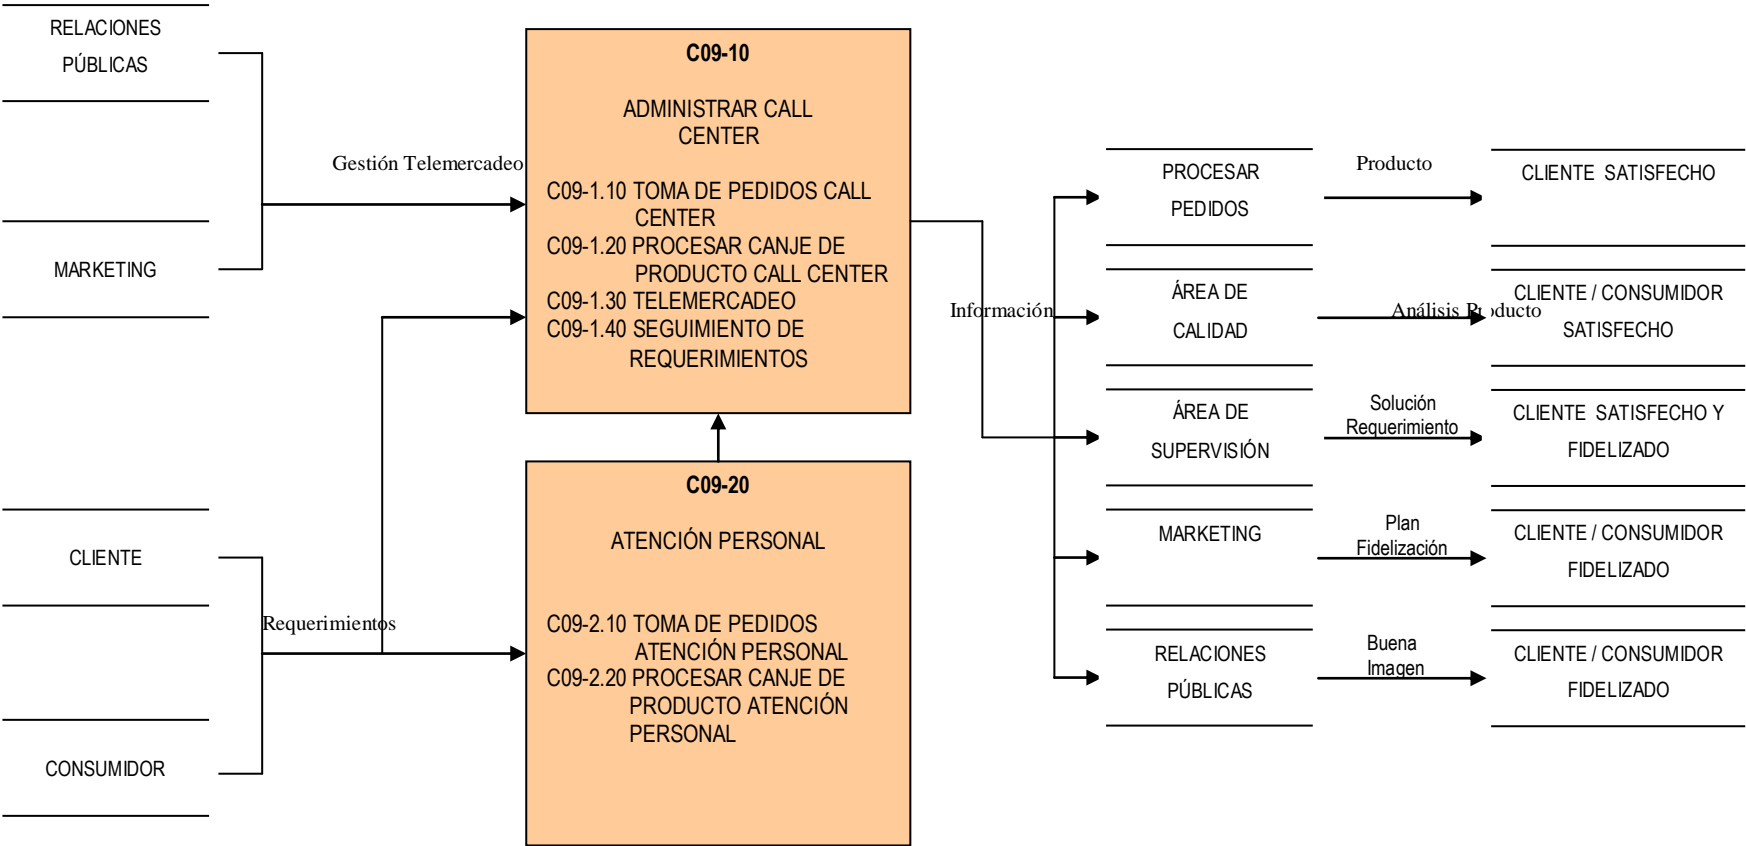 RELACIONES
PÚBLICAS
MARKETING
CLIENTE
CONSUMIDOR
Gestión Telemercadeo
Requerimientos
C09-10
ADMINISTRAR CALL
CENTER
C09-1.10 TOMA DE PEDIDOS CALL
CENTER
C09-1.20 PROCESAR CANJE DE
PRODUCTO CALL CENTER
C09-1.30 TELEMERCADEO
C09-1.40 SEGUIMIENTO DE
REQUERIMIENTOS
C09-20
ATENCIÓN PERSONAL
C09-2.10 TOMA DE PEDIDOS
ATENCIÓN PERSONAL
C09-2.20 PROCESAR CANJE DE
PRODUCTO ATENCIÓN
PERSONAL
Información
PROCESAR
PEDIDOS
Producto
CLIENTE SATISFECHO
ÁREA DE
CALIDAD
Análisis Producto
CLIENTE / CONSUMIDOR
SATISFECHO
ÁREA DE
SUPERVISIÓN
Solución
Requerimiento
CLIENTE SATISFECHO Y
FIDELIZADO
MARKETING
Plan
Fidelización
CLIENTE / CONSUMIDOR
FIDELIZADO
RELACIONES
PÚBLICAS
Buena
Imagen
CLIENTE / CONSUMIDOR
FIDELIZADO